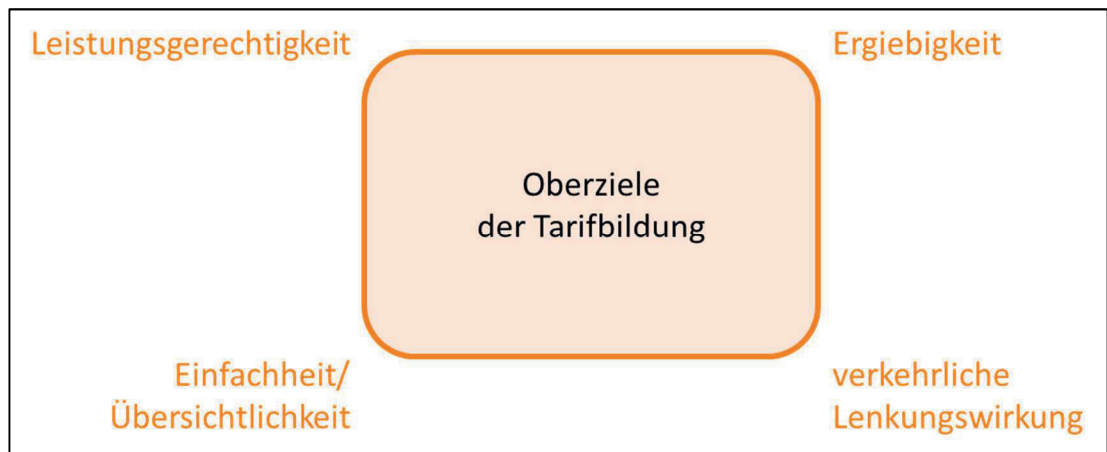 Leistungsgerechtigkeit
Ergiebigkeit
Oberziele
der Tarifbildung
Einfachheit/
Übersichtlichkeit
verkehrliche
Lenkungswirkung